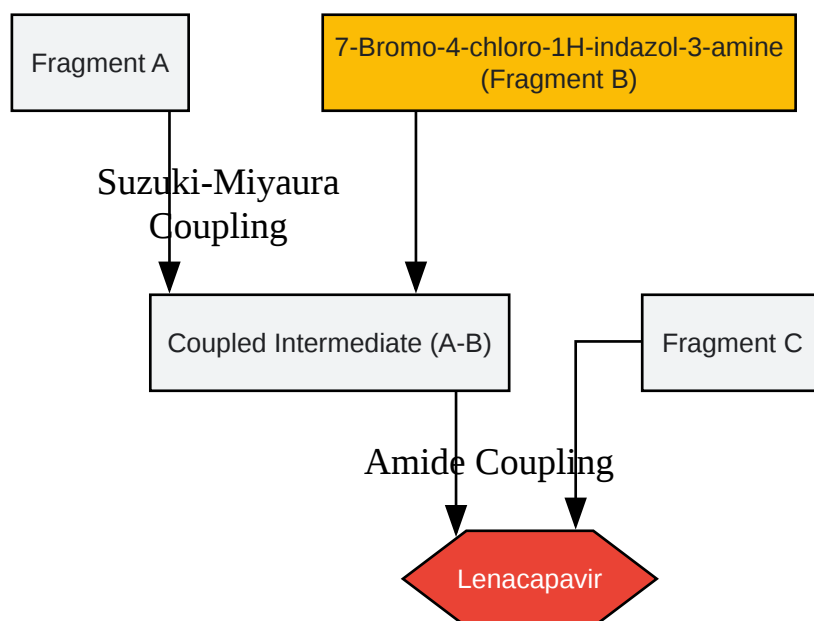 Fragment A
7-Bromo-4-chloro-1H-indazol-3-amine
(Fragment B)
Suzuki-Miyaura
Coupling
Coupled Intermediate (A-B)
Fragment C
Amide Coupling
Lenacapavir